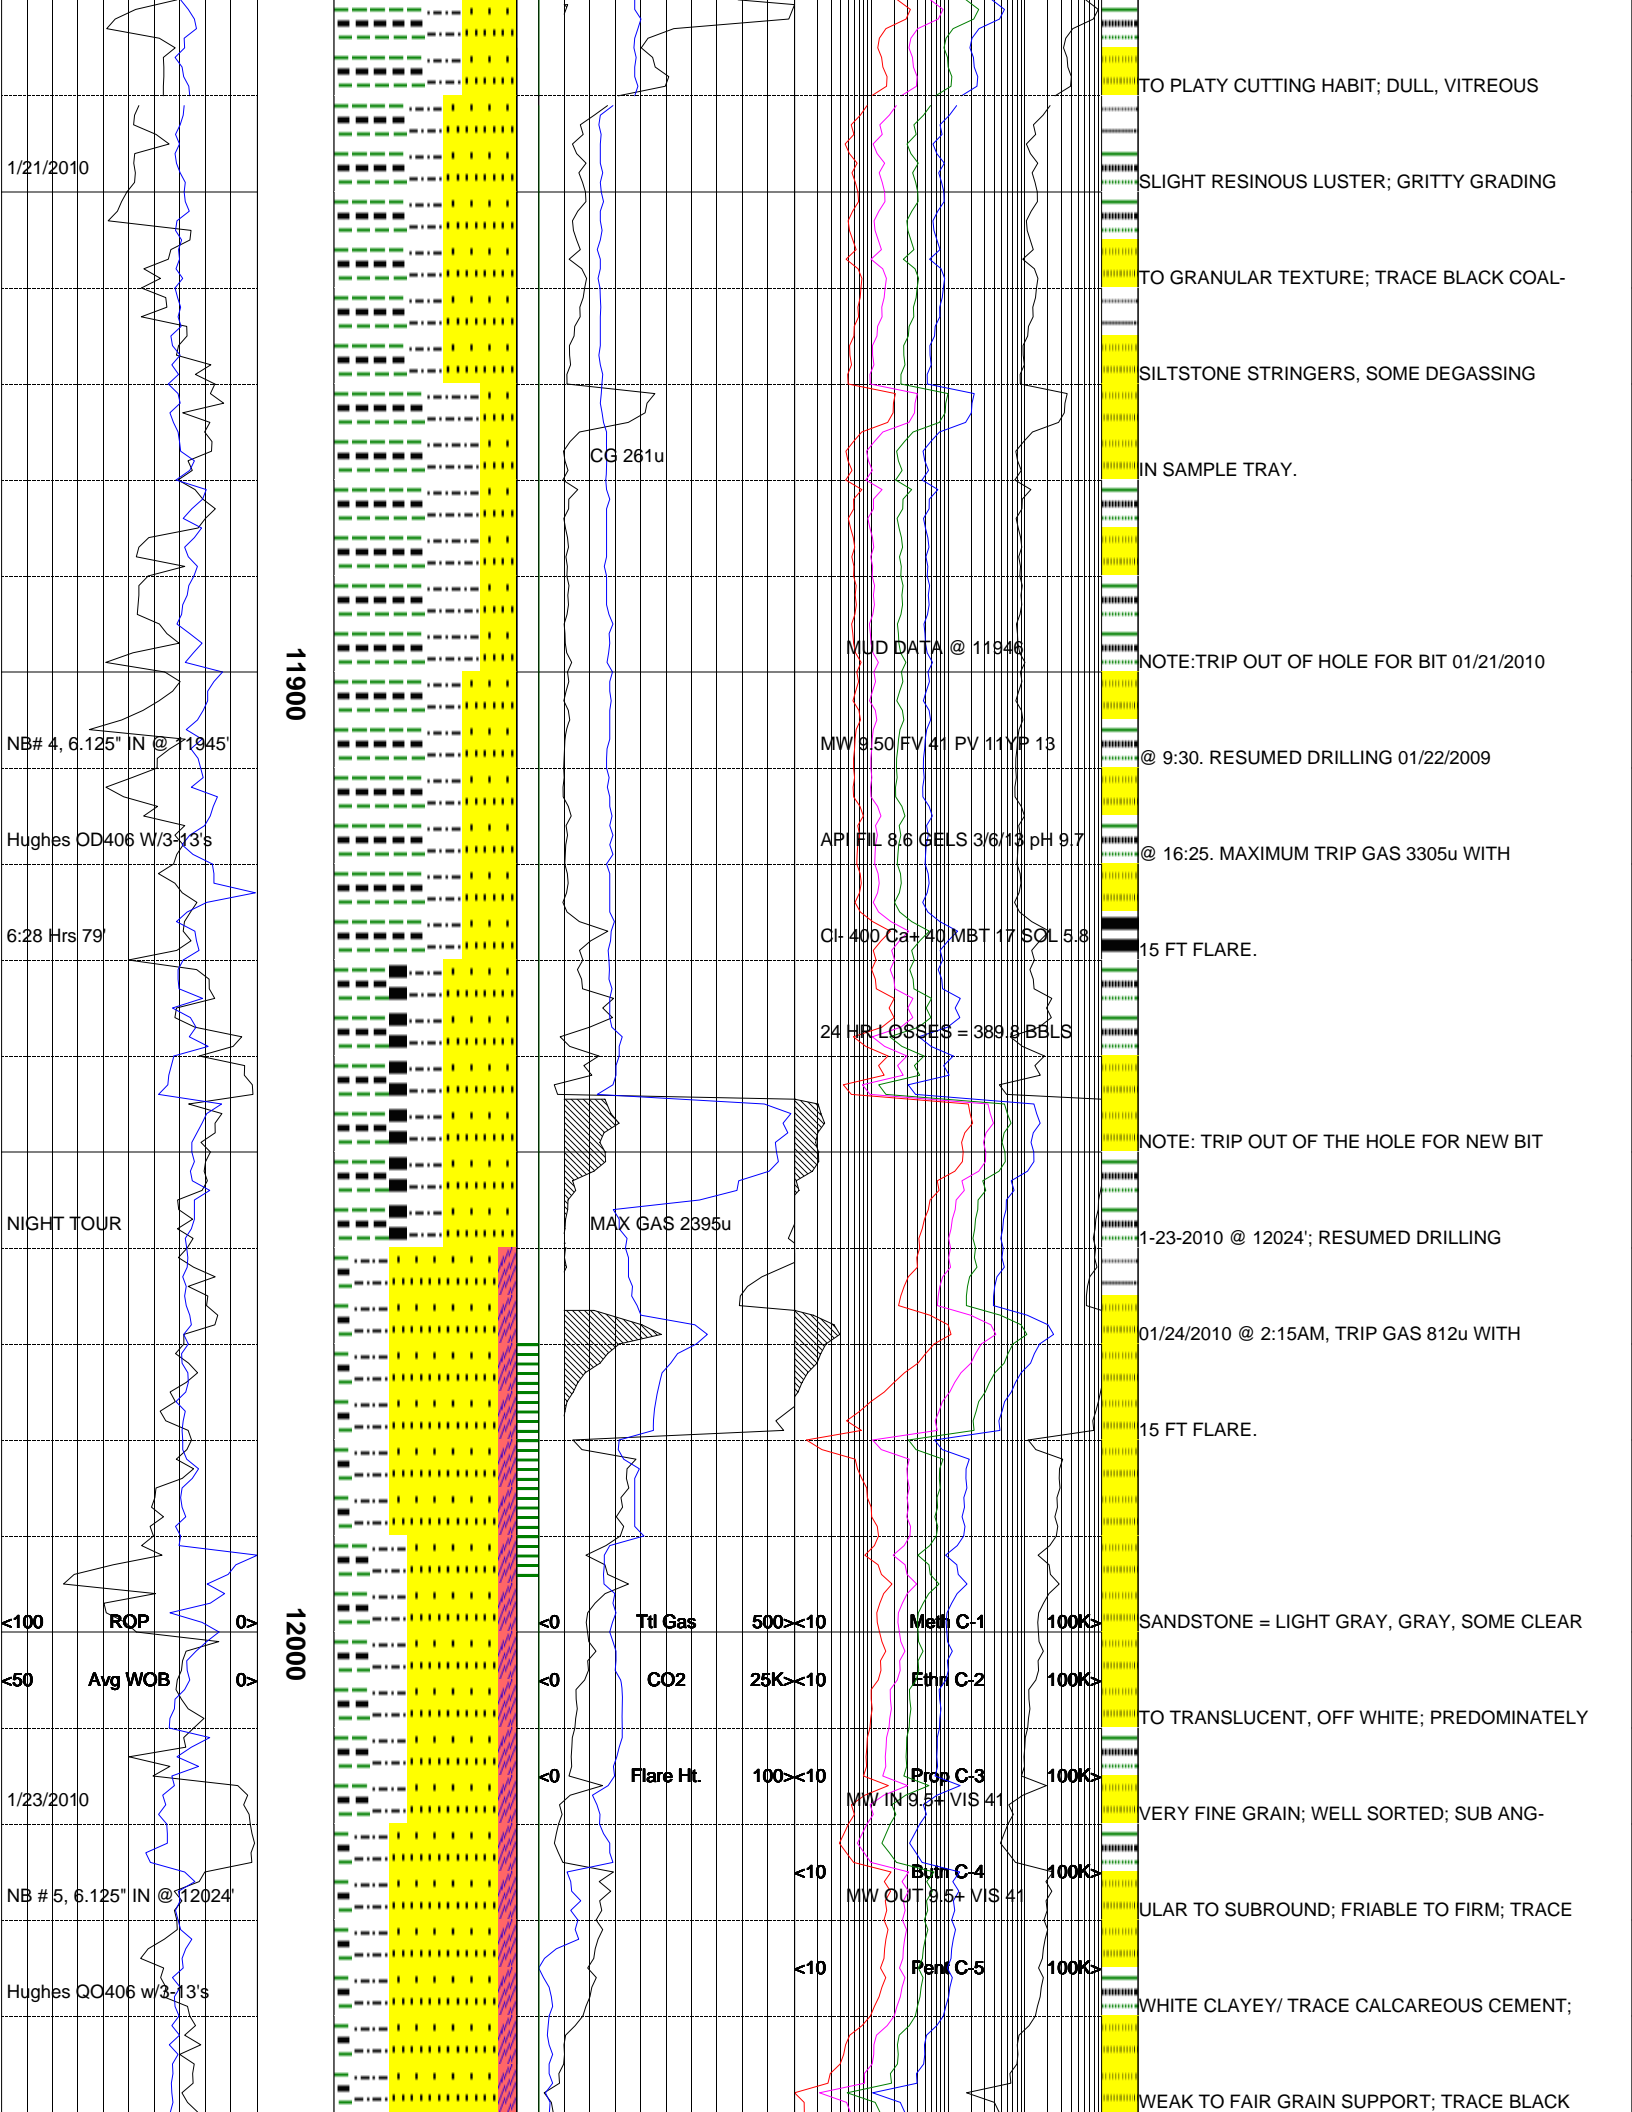 TO PLATY CUTTING HABIT; DULL, VITREOUS
1/21/2010
SLIGHT RESINOUS LUSTER; GRITTY GRADING
TO GRANULAR TEXTURE; TRACE BLACK COAL-
SILTSTONE STRINGERS, SOME DEGASSING
CG 261u
IN SAMPLE TRAY.
11900
MUD DATA @ 11946
NOTE:TRIP OUT OF HOLE FOR BIT 01/21/2010
NB# 4, 6.125" IN @ 11945'
MW 9.50 FV 41 PV 11YP 13
@ 9:30. RESUMED DRILLING 01/22/2009
Hughes OD406 W/3-13's
API FIL 8.6 GELS 3/6/13 pH 9.7
@ 16:25. MAXIMUM TRIP GAS 3305u WITH
6:28 Hrs 79'
Cl- 400 Ca+ 40 MBT 17 SOL 5.8
15 FT FLARE.
24 HR LOSSES = 389.8 BBLS
NOTE: TRIP OUT OF THE HOLE FOR NEW BIT
NIGHT TOUR
MAX GAS 2395u
1-23-2010 @ 12024'; RESUMED DRILLING
01/24/2010 @ 2:15AM, TRIP GAS 812u WITH
15 FT FLARE.
12000
<100 ROP 0>
<0 Ttl Gas 500>
<10 Meth C-1 100K>
SANDSTONE = LIGHT GRAY, GRAY, SOME CLEAR
<50 Avg WOB 0>
<0 CO2 25K>
<10 Ethn C-2 100K>
TO TRANSLUCENT, OFF WHITE; PREDOMINATELY
<0 Flare Ht. 100>
<10 Prop C-3 100K>
1/23/2010
MW IN 9.5+ VIS 41
VERY FINE GRAIN; WELL SORTED; SUB ANG-
<10 Butn C-4 100K>
NB # 5, 6.125" IN @ 12024'
MW OUT 9.5+ VIS 41
ULAR TO SUBROUND; FRIABLE TO FIRM; TRACE
<10 Pent C-5 100K>
Hughes QO406 w/3-13's
WHITE CLAYEY/ TRACE CALCAREOUS CEMENT;
WEAK TO FAIR GRAIN SUPPORT; TRACE BLACK